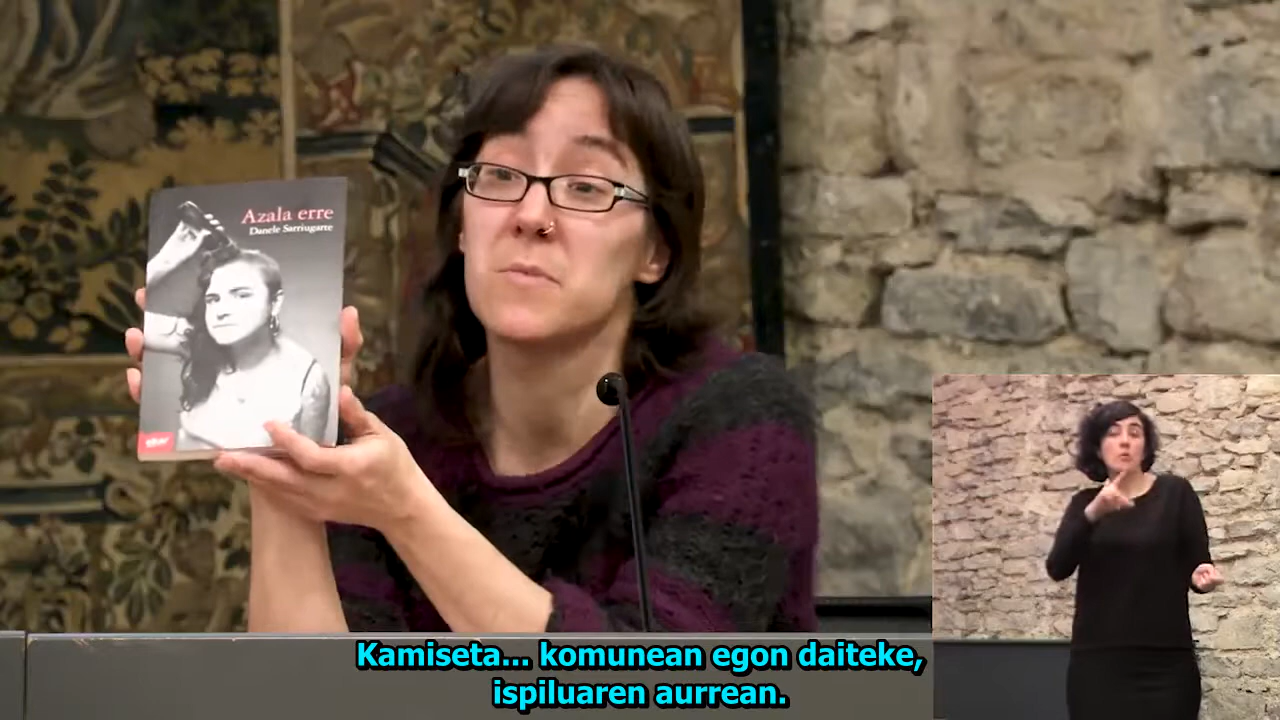 Azala erre
Danele Sarriugarte
Kamiseta... komunean egon daiteke,
ispiluaren aurrean.